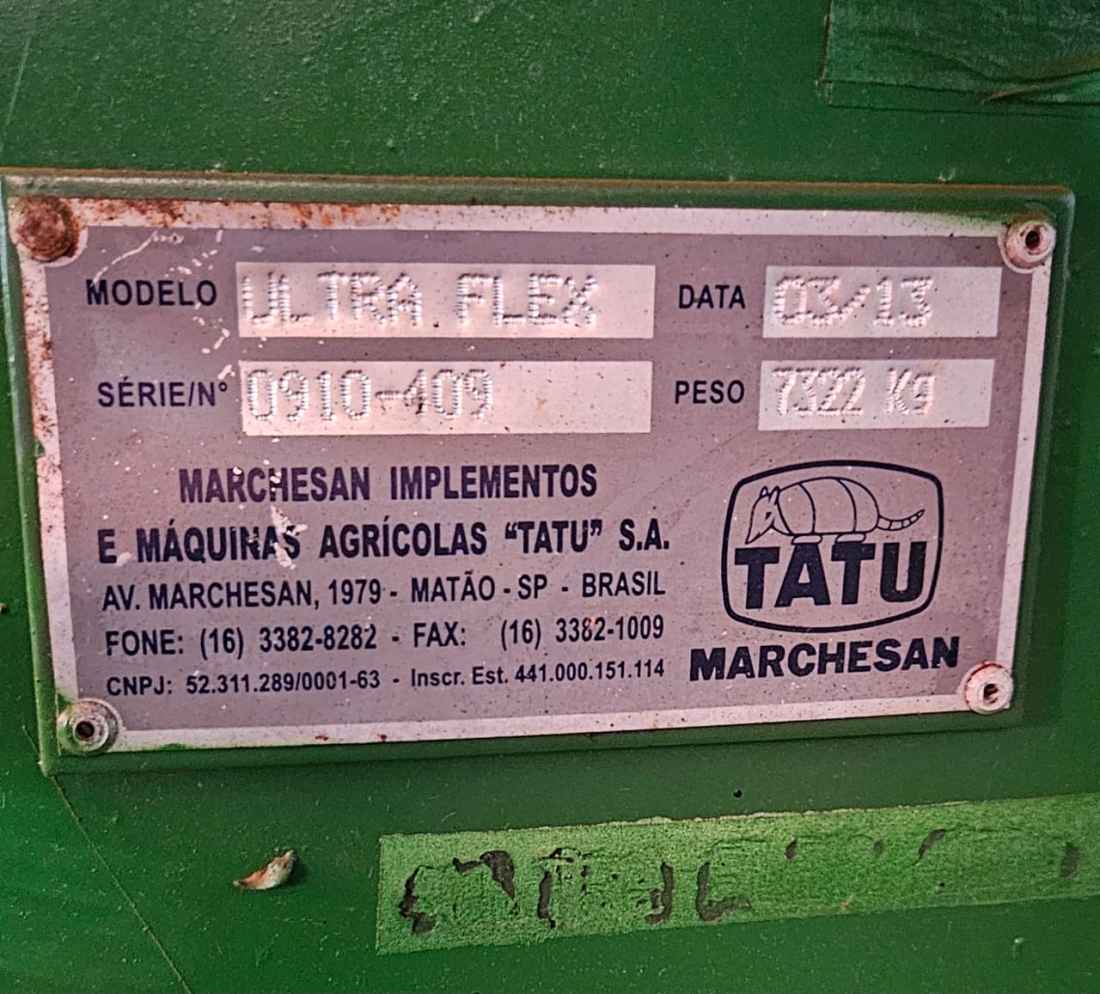 MODELO ULTRA FLEX DATA 03/13
SÉRIE/Nº 0910-409 PESO 7322 Kg
MARCHESAN IMPLEMENTOS
E MÁQUINAS AGRÍCOLAS “TATU” S.A.
AV. MARCHESAN, 1979 - MATÃO - SP - BRASIL
FONE: (16) 3382-8282 - FAX: (16) 3382-1009
CNPJ: 52.311.289/0001-63 - Inscr. Est. 441.000.151.114
TATU
MARCHESAN